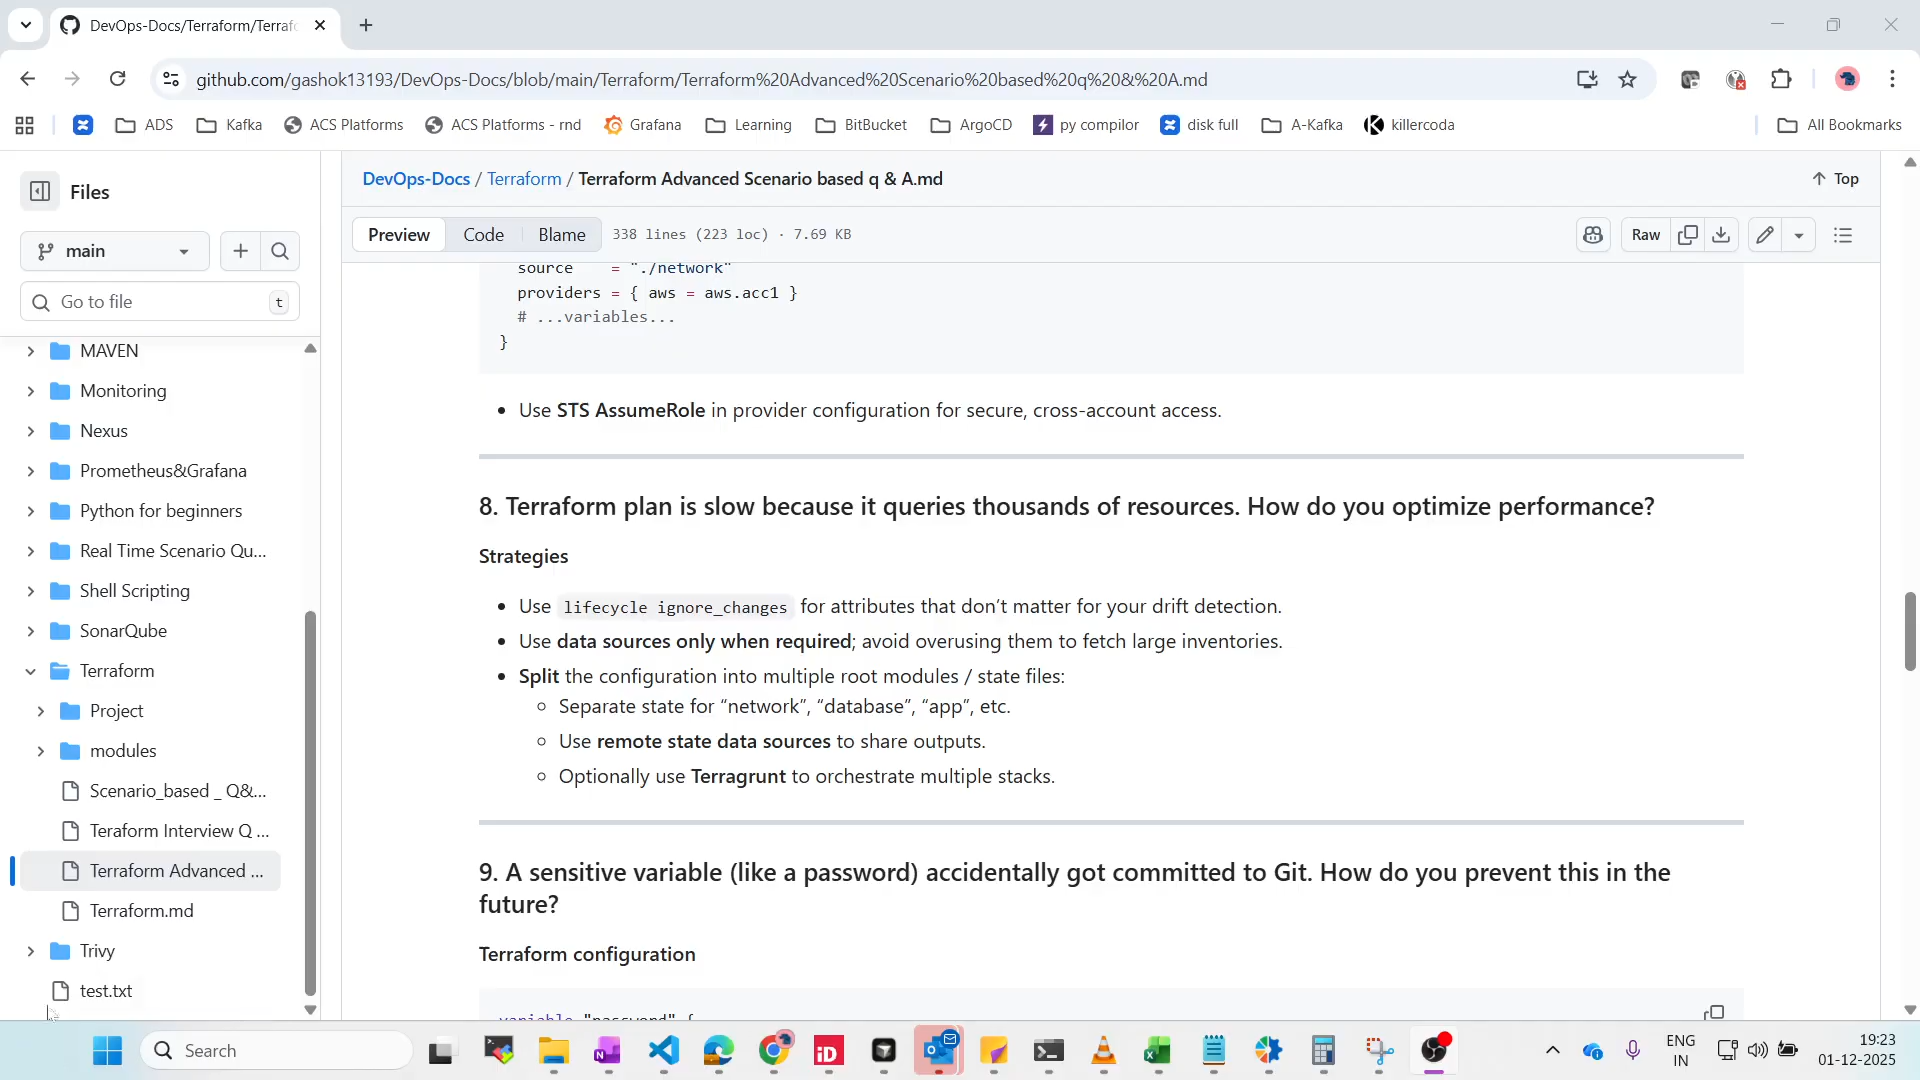 DevOps-Docs/Terraform/Terrafo
github.com/gashok13193/DevOps-Docs/blob/main/Terraform/Terraform%20Advanced%20Scenario%20based%20q%20&%20A.md
ADS
Kafka
ACS Platforms
ACS Platforms - rnd
Grafana
Learning
BitBucket
ArgoCD
py compilor
disk full
A-Kafka
killercoda
All Bookmarks
Files
main
Go to file
t
MAVEN
Monitoring
Nexus
Prometheus&Grafana
Python for beginners
Real Time Scenario Qu...
Shell Scripting
SonarQube
Terraform
Project
modules
Scenario_based _ Q&...
Teraform Interview Q ...
Terraform Advanced ...
Terraform.md
Trivy
test.txt
DevOps-Docs / Terraform / Terraform Advanced Scenario based q & A.md
Top
Preview
Code
Blame
338 lines (223 loc) · 7.69 KB
Raw
source    = "./network"
providers = { aws = aws.acc1 }
# ...variables...
}
• Use STS AssumeRole in provider configuration for secure, cross-account access.
8. Terraform plan is slow because it queries thousands of resources. How do you optimize performance?
Strategies
• Use lifecycle ignore_changes for attributes that don’t matter for your drift detection.
• Use data sources only when required; avoid overusing them to fetch large inventories.
• Split the configuration into multiple root modules / state files:
○ Separate state for “network”, “database”, “app”, etc.
○ Use remote state data sources to share outputs.
○ Optionally use Terragrunt to orchestrate multiple stacks.
9. A sensitive variable (like a password) accidentally got committed to Git. How do you prevent this in the
future?
Terraform configuration
variable "password" {
Search
iD
ENG
IN
19:23
01-12-2025